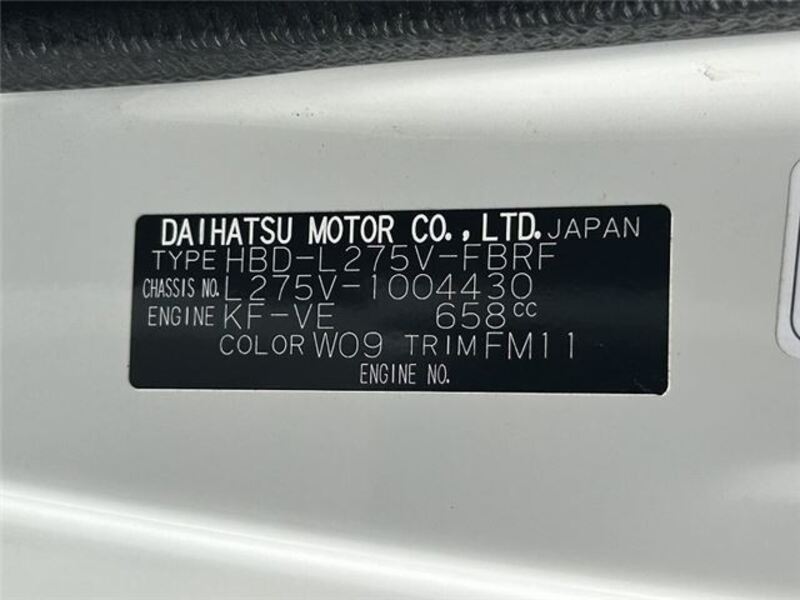 DAIHATSU MOTOR CO.,LTD. JAPAN
TYPE HBD-L275V-FBRF
CHASSIS NO. L275V-1004430
ENGINE KF-VE 658CC
COLOR W09 TRIM FM11
ENGINE NO.